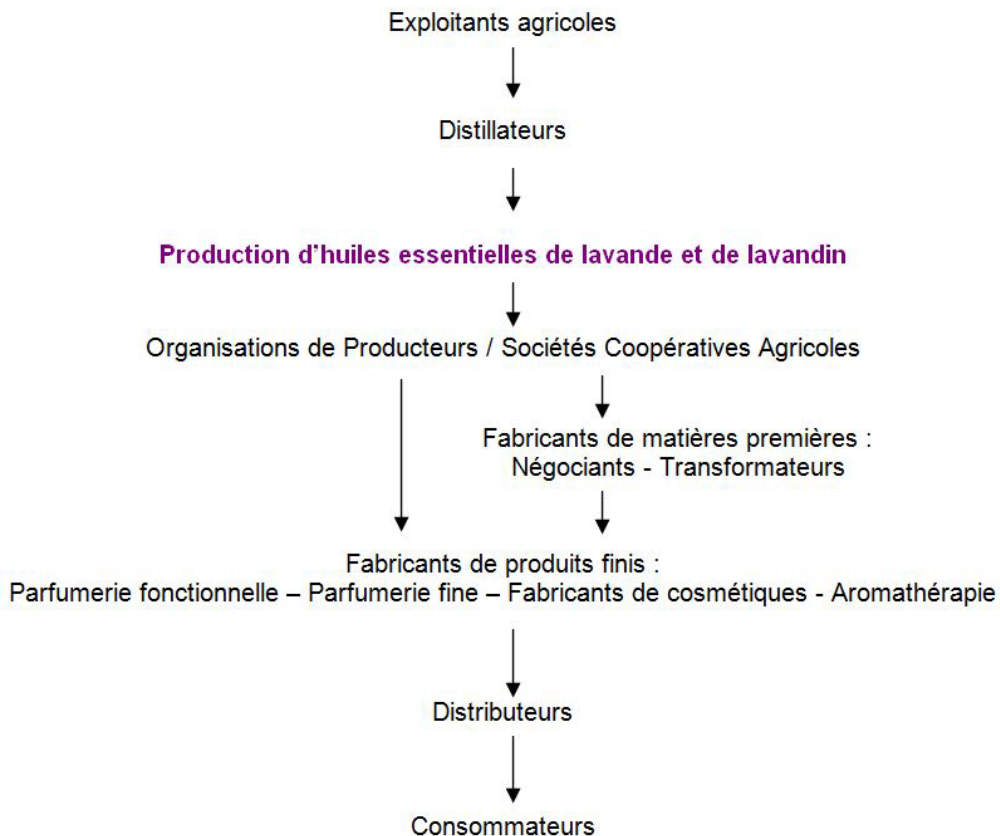 Exploitants agricoles
Distillateurs
Production d’huiles essentielles de lavande et de lavandin
Organisations de Producteurs / Sociétés Coopératives Agricoles
Fabricants de matières premières :
Négociants - Transformateurs
Fabricants de produits finis :
Parfumerie fonctionnelle – Parfumerie fine – Fabricants de cosmétiques - Aromathérapie
Distributeurs
Consommateurs